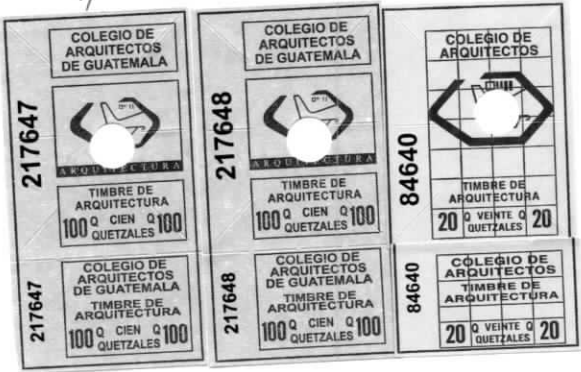 217647
COLEGIO DE
ARQUITECTOS
DE GUATEMALA
ARQUITECTURA
TIMBRE DE
ARQUITECTURA
100 Q CIEN Q 100
QUETZALES
217647
COLEGIO DE
ARQUITECTOS
DE GUATEMALA
TIMBRE DE
ARQUITECTURA
100 Q CIEN Q 100
QUETZALES
217648
COLEGIO DE
ARQUITECTOS
DE GUATEMALA
ARQUITECTURA
TIMBRE DE
ARQUITECTURA
100 Q CIEN Q 100
QUETZALES
217648
COLEGIO DE
ARQUITECTOS
DE GUATEMALA
TIMBRE DE
ARQUITECTURA
100 Q CIEN Q 100
QUETZALES
84640
COLEGIO DE
ARQUITECTOS
TIMBRE DE
ARQUITECTURA
20 Q VEINTE Q 20
QUETZALES
84640
COLEGIO DE
ARQUITECTOS
TIMBRE DE
ARQUITECTURA
20 Q VEINTE Q 20
QUETZALES